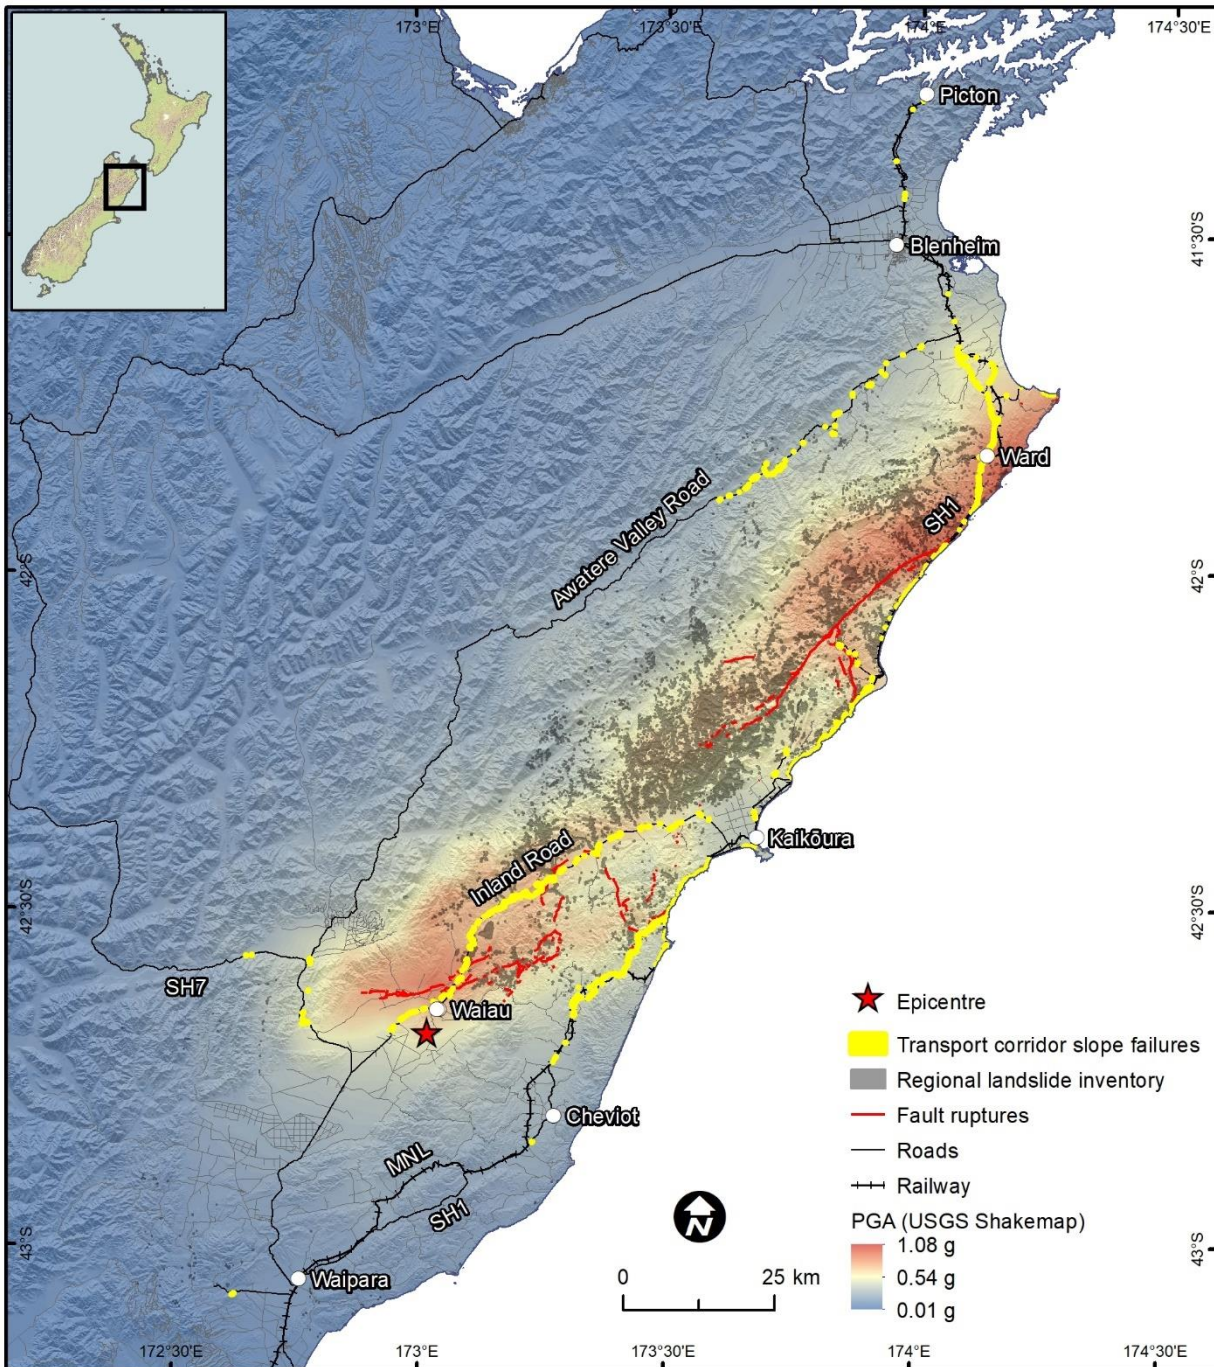 173°E
173°30'E
174°E
174°30'E
Picton
41°30'S
Blenheim
Ward
SH1
Awatere Valley Road
42°S
42°S
Kaikōura
Inland Road
42°30'S
42°30'S
SH7
Waiau
Epicentre
Transport corridor slope failures
Regional landslide inventory
Cheviot
Fault ruptures
Roads
MNL
Railway
SH1
N
PGA (USGS Shakemap)
1.08 g
0.54 g
0.01 g
43°S
43°S
Waipara
0
25 km
172°30'E
173°E
173°30'E
174°E
174°30'E